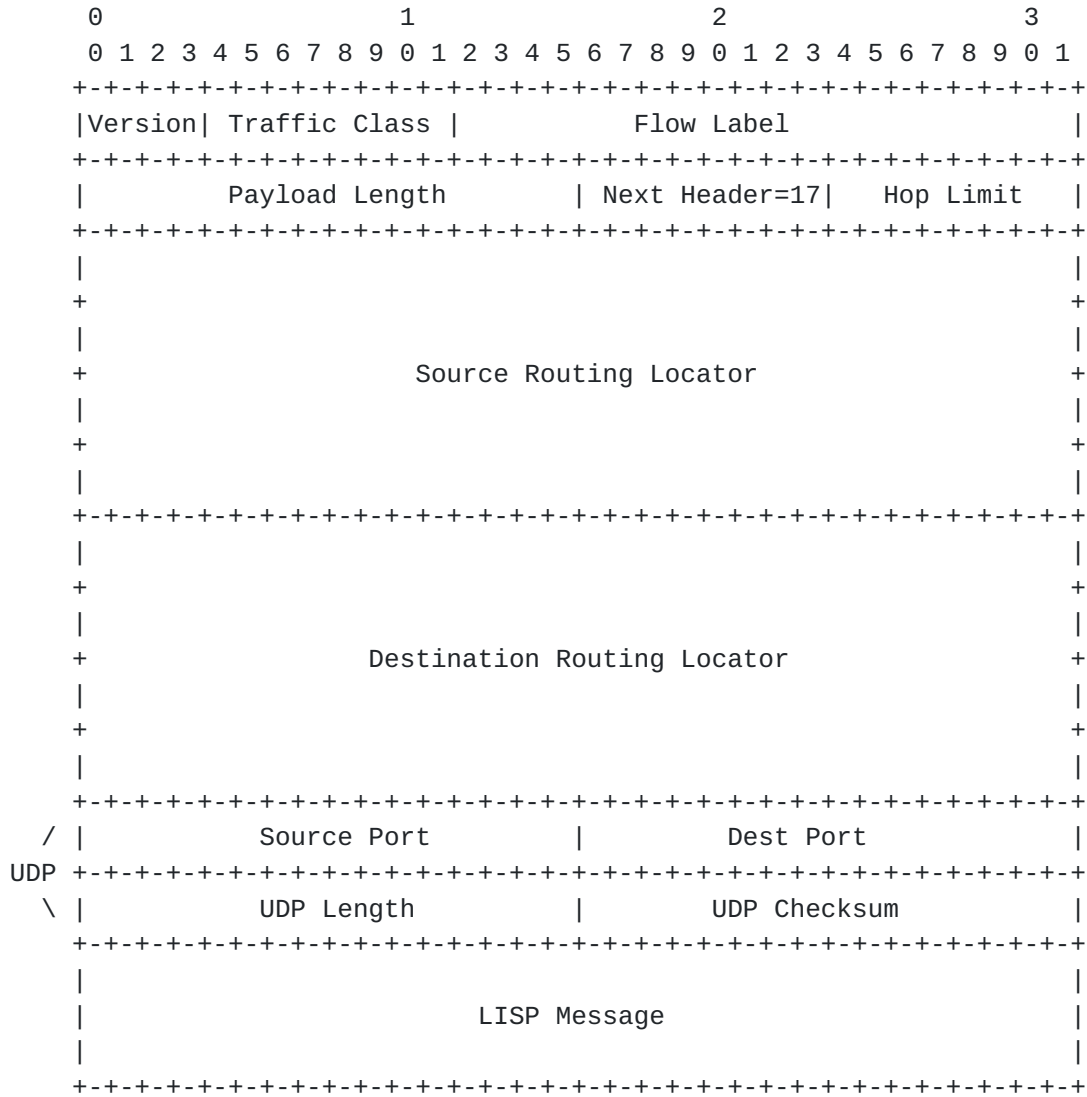 0                   1                   2                   3
 0 1 2 3 4 5 6 7 8 9 0 1 2 3 4 5 6 7 8 9 0 1 2 3 4 5 6 7 8 9 0 1
+-+-+-+-+-+-+-+-+-+-+-+-+-+-+-+-+-+-+-+-+-+-+-+-+-+-+-+-+-+-+-+-+
|Version| Traffic Class |           Flow Label                  |
+-+-+-+-+-+-+-+-+-+-+-+-+-+-+-+-+-+-+-+-+-+-+-+-+-+-+-+-+-+-+-+-+
|         Payload Length        | Next Header=17|   Hop Limit   |
+-+-+-+-+-+-+-+-+-+-+-+-+-+-+-+-+-+-+-+-+-+-+-+-+-+-+-+-+-+-+-+-+
|                                                               |
+                                                               +
|                                                               |
+                     Source Routing Locator                    +
|                                                               |
+                                                               +
|                                                               |
+-+-+-+-+-+-+-+-+-+-+-+-+-+-+-+-+-+-+-+-+-+-+-+-+-+-+-+-+-+-+-+-+
|                                                               |
+                                                               +
|                                                               |
+                  Destination Routing Locator                  +
|                                                               |
+                                                               +
|                                                               |
+-+-+-+-+-+-+-+-+-+-+-+-+-+-+-+-+-+-+-+-+-+-+-+-+-+-+-+-+-+-+-+-+
/ |           Source Port         |         Dest Port             |
UDP +-+-+-+-+-+-+-+-+-+-+-+-+-+-+-+-+-+-+-+-+-+-+-+-+-+-+-+-+-+-+-+-+
\ |           UDP Length          |        UDP Checksum           |
+-+-+-+-+-+-+-+-+-+-+-+-+-+-+-+-+-+-+-+-+-+-+-+-+-+-+-+-+-+-+-+-+
|                                                               |
|                         LISP Message                          |
|                                                               |
+-+-+-+-+-+-+-+-+-+-+-+-+-+-+-+-+-+-+-+-+-+-+-+-+-+-+-+-+-+-+-+-+